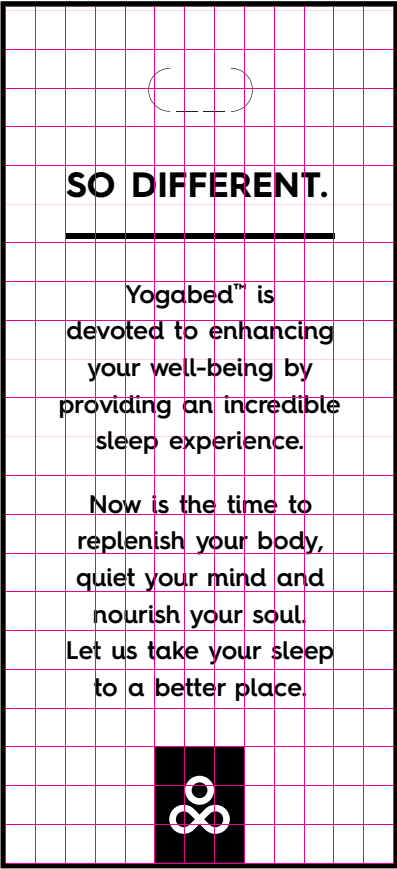 SO DIFFERENT.
Yogabed™ is
devoted to enhancing
your well-being by
providing an incredible
sleep experience.
Now is the time to
replenish your body,
quiet your mind and
nourish your soul.
Let us take your sleep
to a better place.